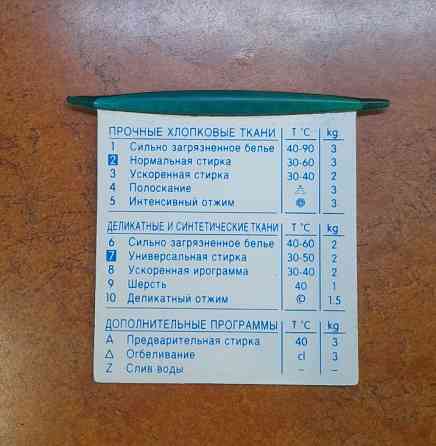 ПРОЧНЫЕ ХЛОПКОВЫЕ ТКАНИ T °C kg
1 Сильно загрязненное белье 40-90 3
2 Нормальная стирка 30-60 3
3 Ускоренная стирка 30-40 2
4 Полоскание 3
5 Интенсивный отжим 3
ДЕЛИКАТНЫЕ И СИНТЕТИЧЕСКИЕ ТКАНИ T °C kg
6 Сильно загрязненное белье 40-60 2
7 Универсальная стирка 30-50 2
8 Ускоренная ирограмма 30-40 2
9 Шерсть 40 1
10 Деликатный отжим 1.5
ДОПОЛНИТЕЛЬНЫЕ ПРОГРАММЫ T °C kg
A Предварительная стирка 40 3
△ Огбеливание cl 3
Z Слив воды – –